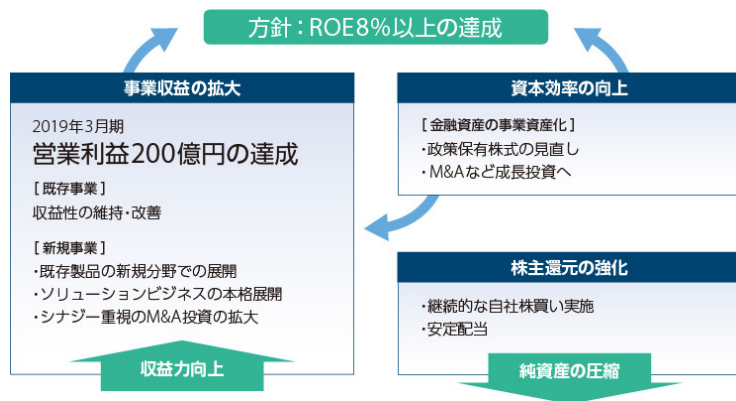 方針：ROE8％以上の達成
事業収益の拡大
2019年3月期
営業利益200億円の達成
[ 既存事業 ]
収益性の維持・改善
[ 新規事業 ]
・既存製品の新規分野での展開
・ソリューションビジネスの本格展開
・シナジー重視のM&A投資の拡大
収益力向上
資本効率の向上
[ 金融資産の事業資産化 ]
・政策保有株式の見直し
・M&Aなど成長投資へ
株主還元の強化
・継続的な自社株買い実施
・安定配当
純資産の圧縮